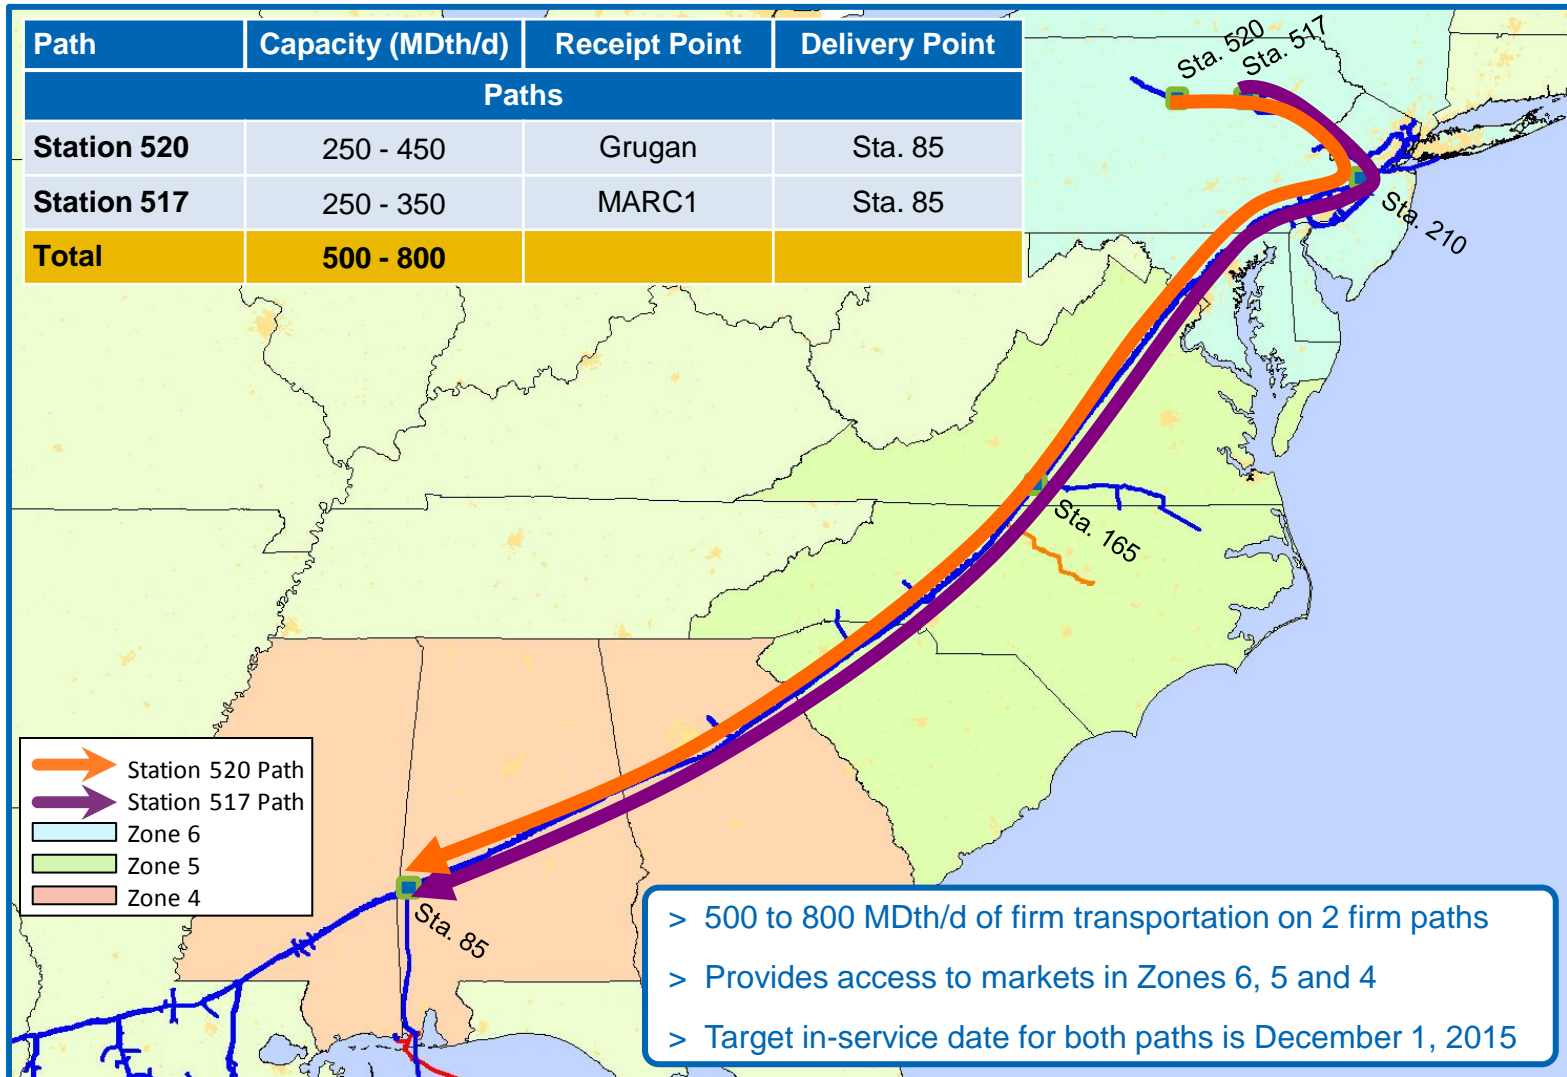 Path Capacity (MDth/d) Receipt Point Delivery Point
Paths
Station 520 250 - 450 Grugan Sta. 85
Station 517 250 - 350 MARC1 Sta. 85
Total 500 - 800
Sta. 520
Sta. 517
Sta. 210
Sta. 165
Sta. 85
Station 520 Path
Station 517 Path
Zone 6
Zone 5
Zone 4
> 500 to 800 MDth/d of firm transportation on 2 firm paths
> Provides access to markets in Zones 6, 5 and 4
> Target in-service date for both paths is December 1, 2015